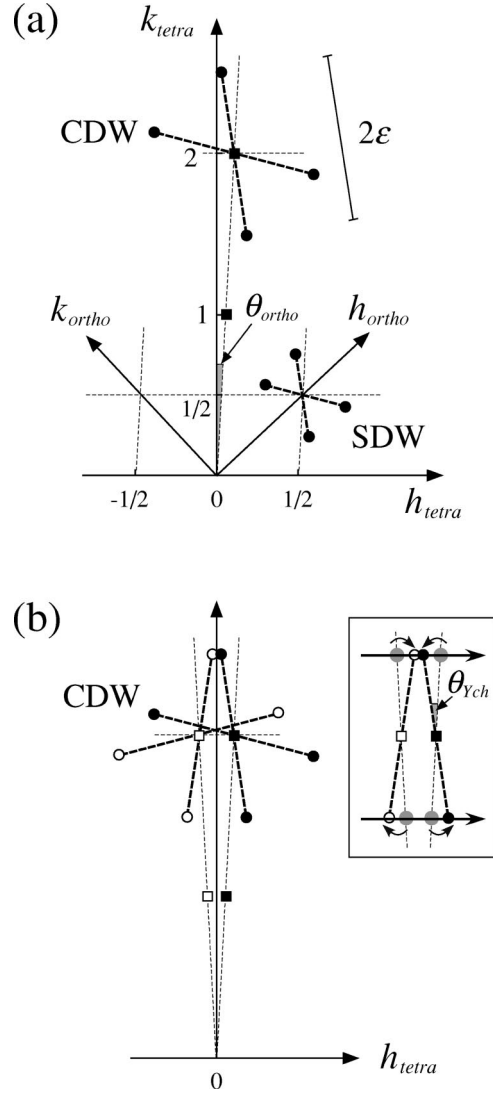 (a)
k_tetra
CDW
2ε
2
k_ortho
1
θ_ortho
h_ortho
1/2
SDW
-1/2 0 1/2
h_tetra
(b)
CDW
θ_Ych
0
h_tetra